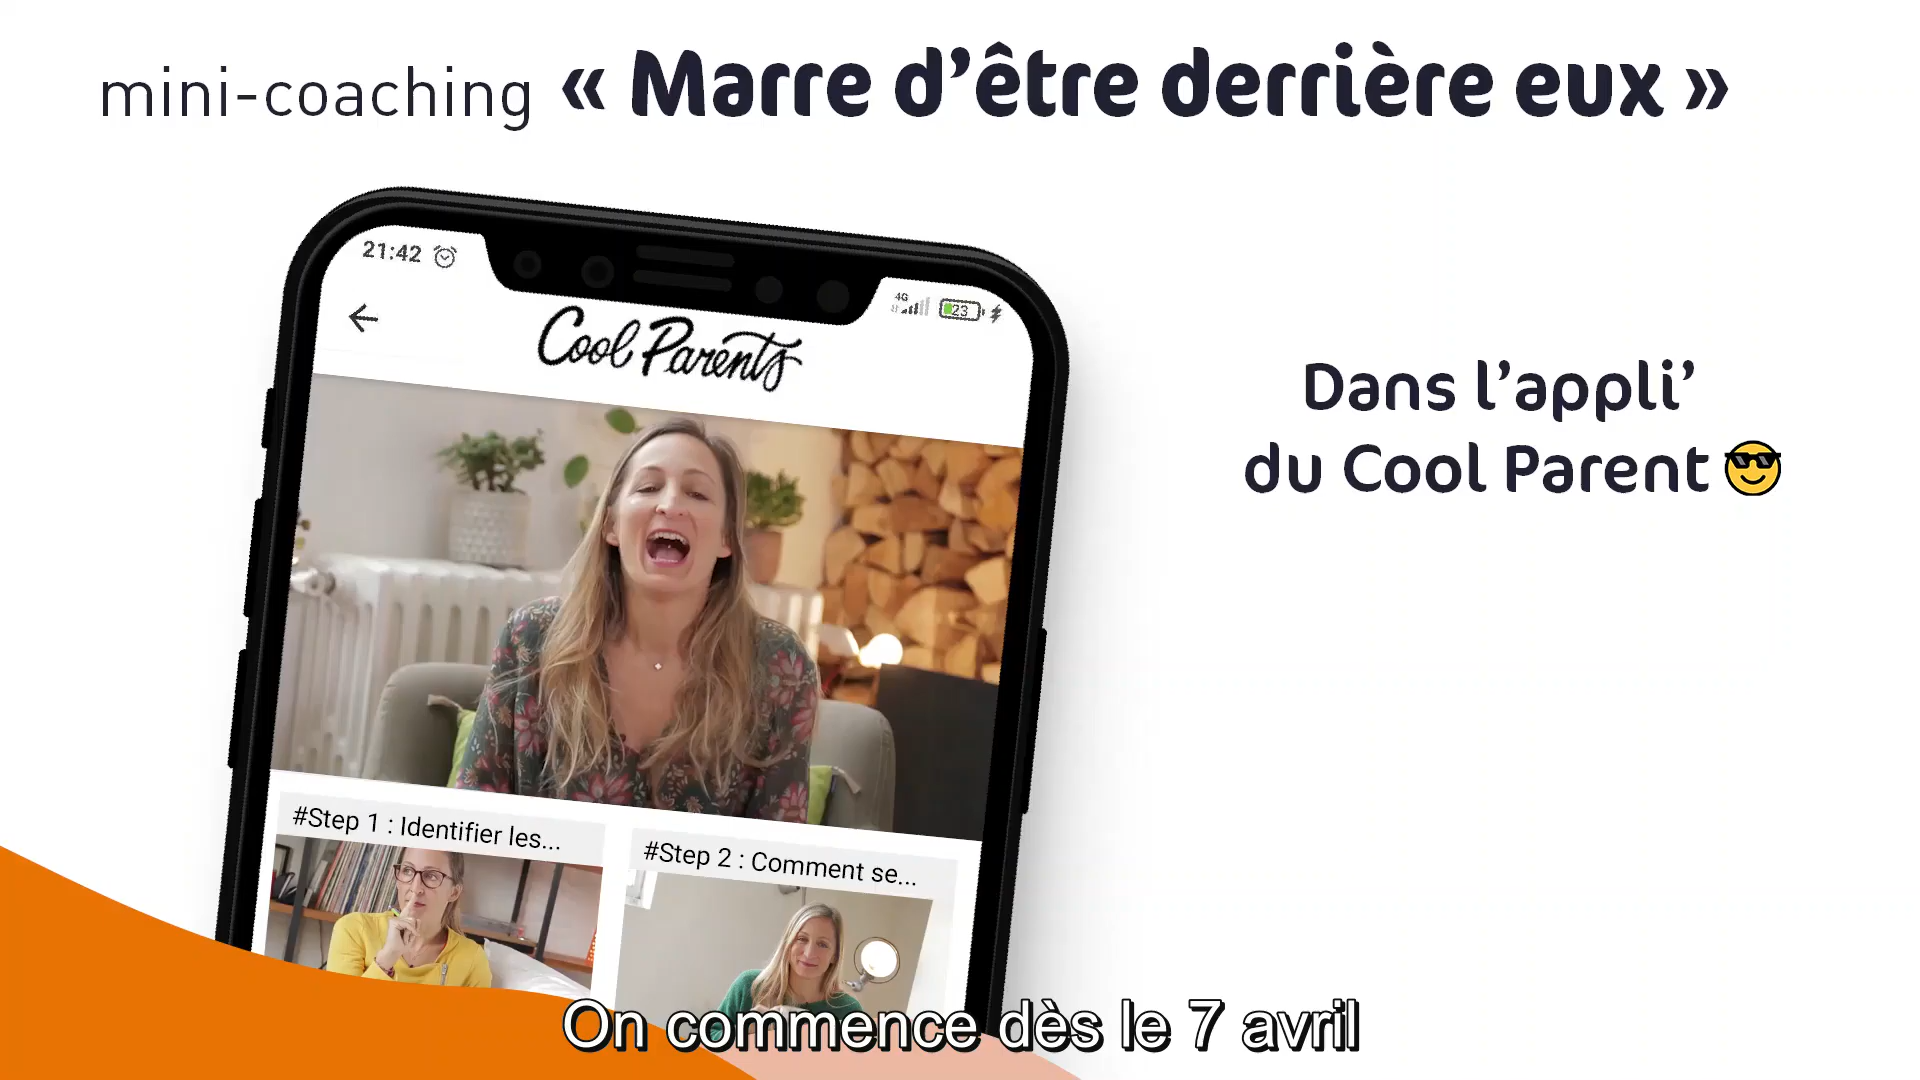 mini-coaching « Marre d’être derrière eux »
21:42
4G
23
Cool Parents
Dans l’appli’
du Cool Parent
#Step 1 : Identifier les...
#Step 2 : Comment se...
On commence dès le 7 avril